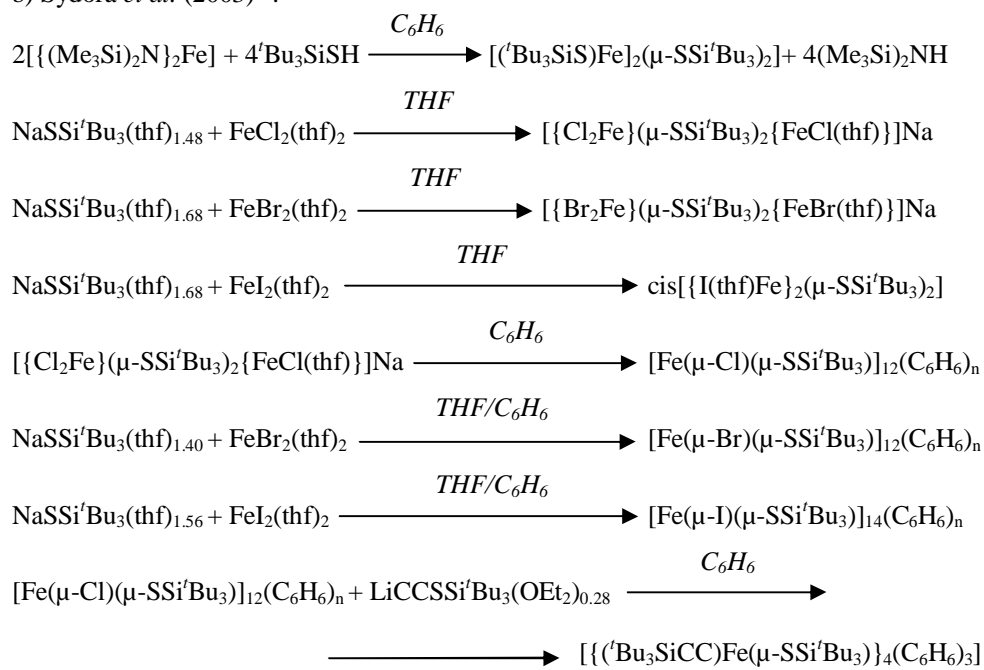 8) Sydora et al. (2003)
C₆H₆
2[{(Me₃Si)₂N}₂Fe] + 4ᵗBu₃SiSH → [(ᵗBu₃SiS)Fe]₂(µ-SSiᵗBu₃)₂]+ 4(Me₃Si)₂NH
THF
NaSSiᵗBu₃(thf)₁.₄₈ + FeCl₂(thf)₂ → [{Cl₂Fe}(µ-SSiᵗBu₃)₂{FeCl(thf)}]Na
THF
NaSSiᵗBu₃(thf)₁.₆₈ + FeBr₂(thf)₂ → [{Br₂Fe}(µ-SSiᵗBu₃)₂{FeBr(thf)}]Na
THF
NaSSiᵗBu₃(thf)₁.₆₈ + FeI₂(thf)₂ → cis[{I(thf)Fe}₂(µ-SSiᵗBu₃)₂]
C₆H₆
[{Cl₂Fe}(µ-SSiᵗBu₃)₂{FeCl(thf)}]Na → [Fe(µ-Cl)(µ-SSiᵗBu₃)]₁₂(C₆H₆)ₙ
THF/C₆H₆
NaSSiᵗBu₃(thf)₁.₄₀ + FeBr₂(thf)₂ → [Fe(µ-Br)(µ-SSiᵗBu₃)]₁₂(C₆H₆)ₙ
THF/C₆H₆
NaSSiᵗBu₃(thf)₁.₅₆ + FeI₂(thf)₂ → [Fe(µ-I)(µ-SSiᵗBu₃)]₁₄(C₆H₆)ₙ
C₆H₆
[Fe(µ-Cl)(µ-SSiᵗBu₃)]₁₂(C₆H₆)ₙ + LiCCSSiᵗBu₃(OEt₂)₀.₂₈ →
→ [{(ᵗBu₃SiCC)Fe(µ-SSiᵗBu₃)}₄(C₆H₆)₃]